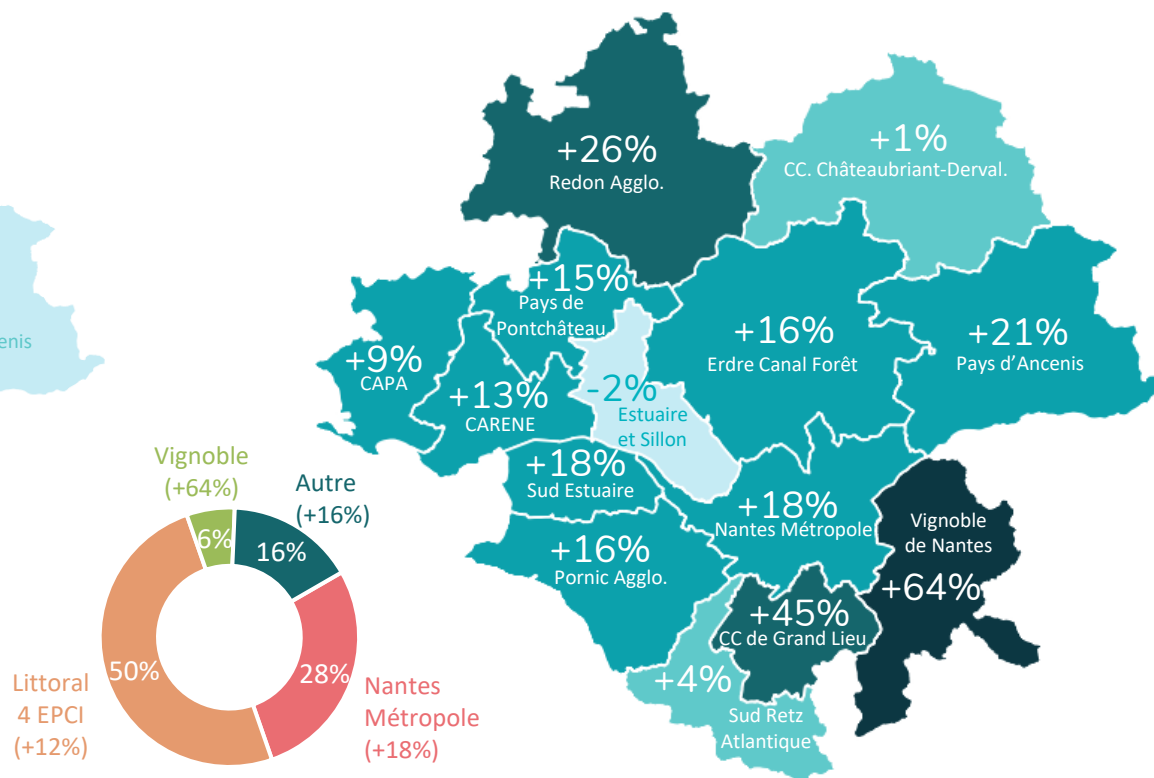 +26%
Redon Agglo.
+1%
CC. Châteaubriant-Derval.
enis
+15%
Pays de
Pontchâteau.
+16%
Erdre Canal Forêt
+21%
Pays d’Ancenis
+9%
CAPA
+13%
CARENE
-2%
Estuaire
et Sillon
+18%
Sud Estuaire
+18%
Nantes Métropole
Vignoble
de Nantes
+64%
+16%
Pornic Agglo.
+45%
CC de Grand Lieu
+4%
Sud Retz
Atlantique
Vignoble
(+64%)
6%
Autre
(+16%)
16%
Littoral
4 EPCI
(+12%)
50%
28%
Nantes
Métropole
(+18%)